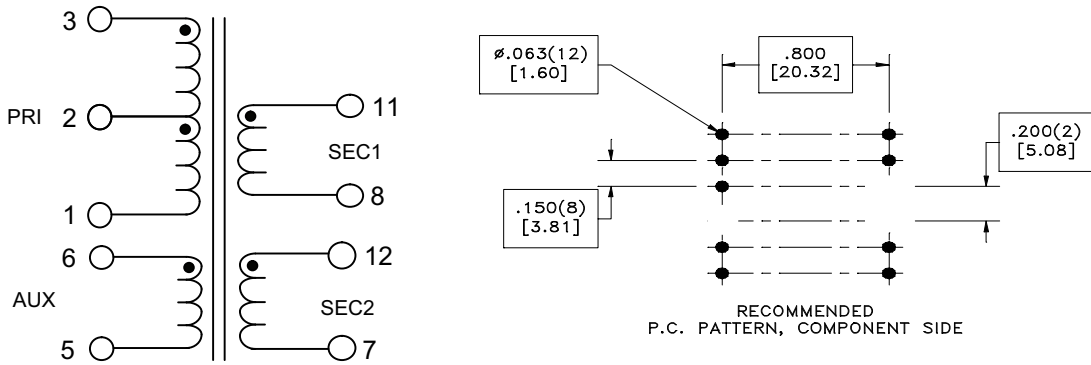 3
PRI
2
1
6
AUX
5
11
SEC1
8
12
SEC2
7
ø.063(12)
[1.60]
.800
[20.32]
.200(2)
[5.08]
.150(8)
[3.81]
RECOMMENDED
P.C. PATTERN, COMPONENT SIDE